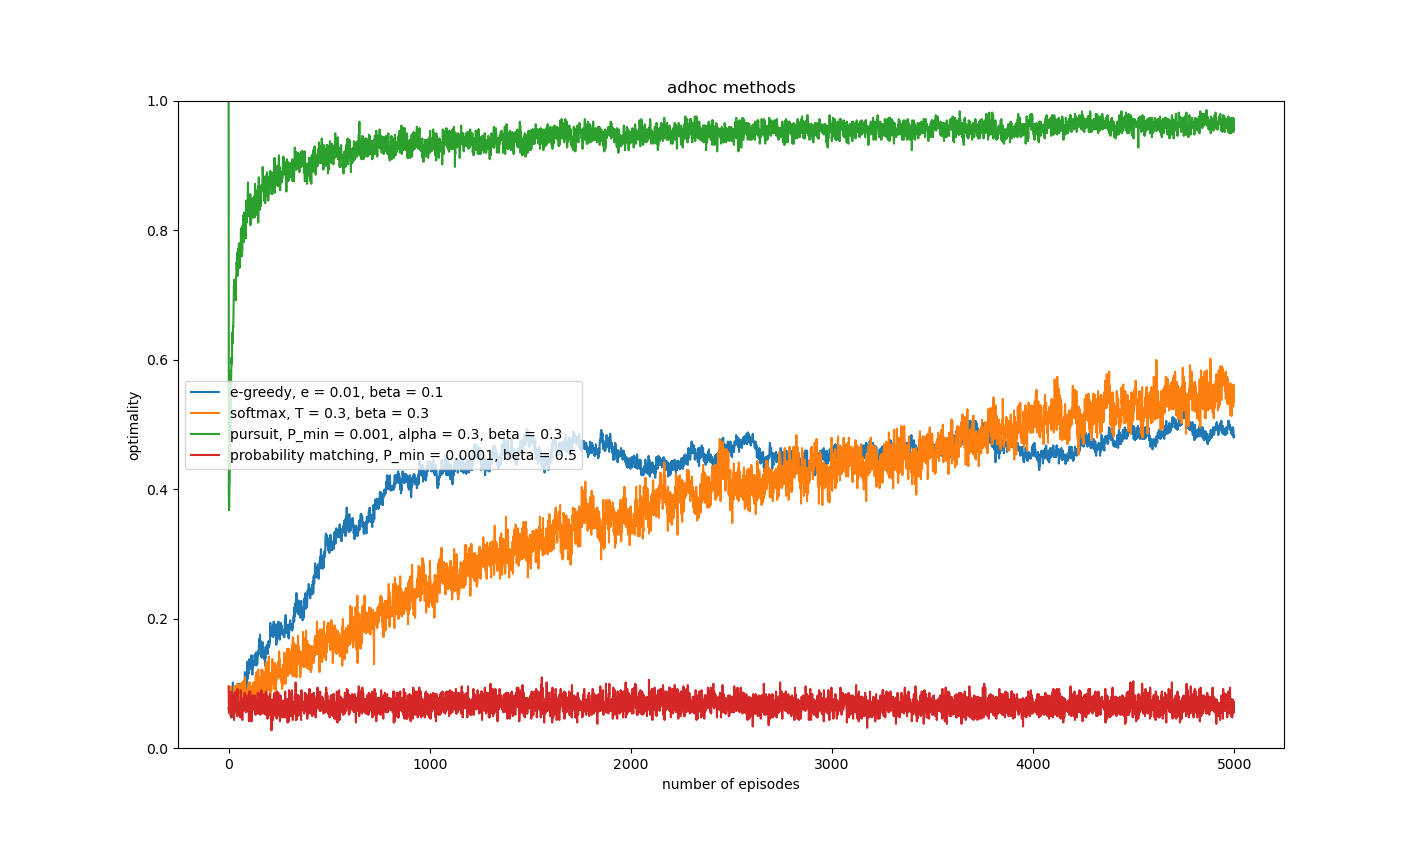 adhoc methods
1.0
0.8
0.6
0.4
0.2
0.0
optimality
e-greedy, e = 0.01, beta = 0.1
softmax, T = 0.3, beta = 0.3
pursuit, P_min = 0.001, alpha = 0.3, beta = 0.3
probability matching, P_min = 0.0001, beta = 0.5
0 1000 2000 3000 4000 5000
number of episodes